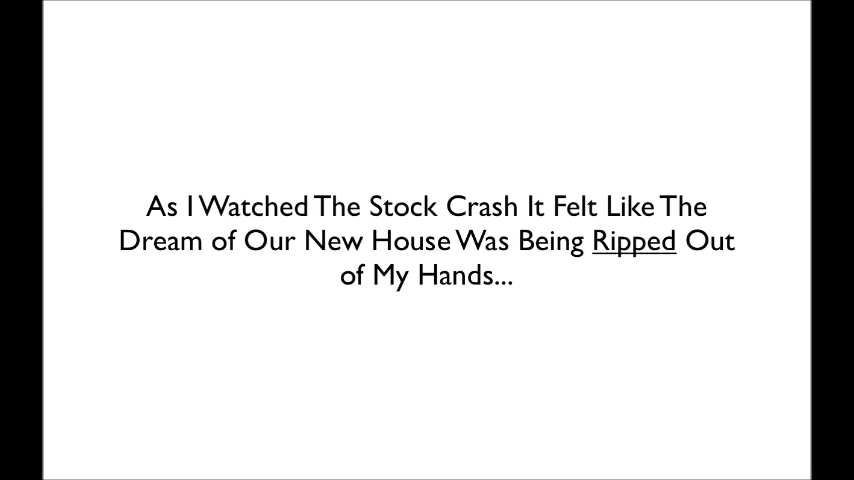 As I Watched The Stock Crash It Felt Like The
Dream of Our New House Was Being Ripped Out
of My Hands...